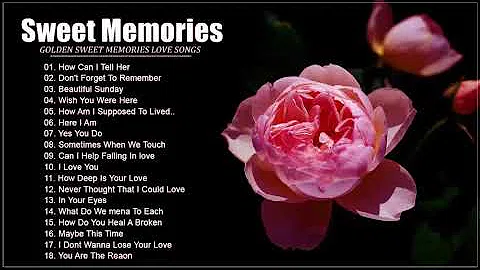 Sweet Memories
GOLDEN SWEET MEMORIES LOVE SONGS
01. How Can I Tell Her
02. Don't Forget To Remember
03. Beautiful Sunday
04. Wish You Were Here
05. How Am I Supposed To Lived..
06. Here I Am
07. Yes You Do
08. Sometimes When We Touch
09. Can I Help Falling In love
10. I Love You
11. How Deep Is Your Love
12. Never Thought That I Could Love
13. In Your Eyes
14. What Do We mena To Each
15. How Do You Heal A Broken
16. Maybe This Time
17. I Dont Wanna Lose Your Love
18. You Are The Reaon